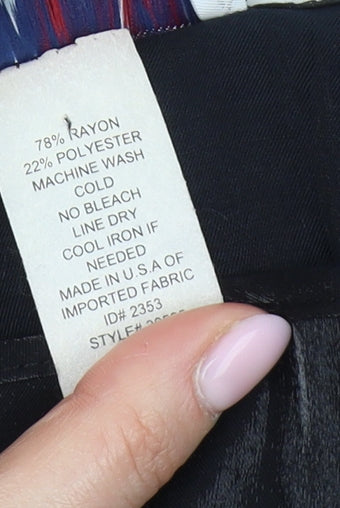 78% RAYON
22% POLYESTER
MACHINE WASH
COLD
NO BLEACH
LINE DRY
COOL IRON IF
NEEDED
MADE IN U.S.A OF
IMPORTED FABRIC
ID# 2353
STYLE#